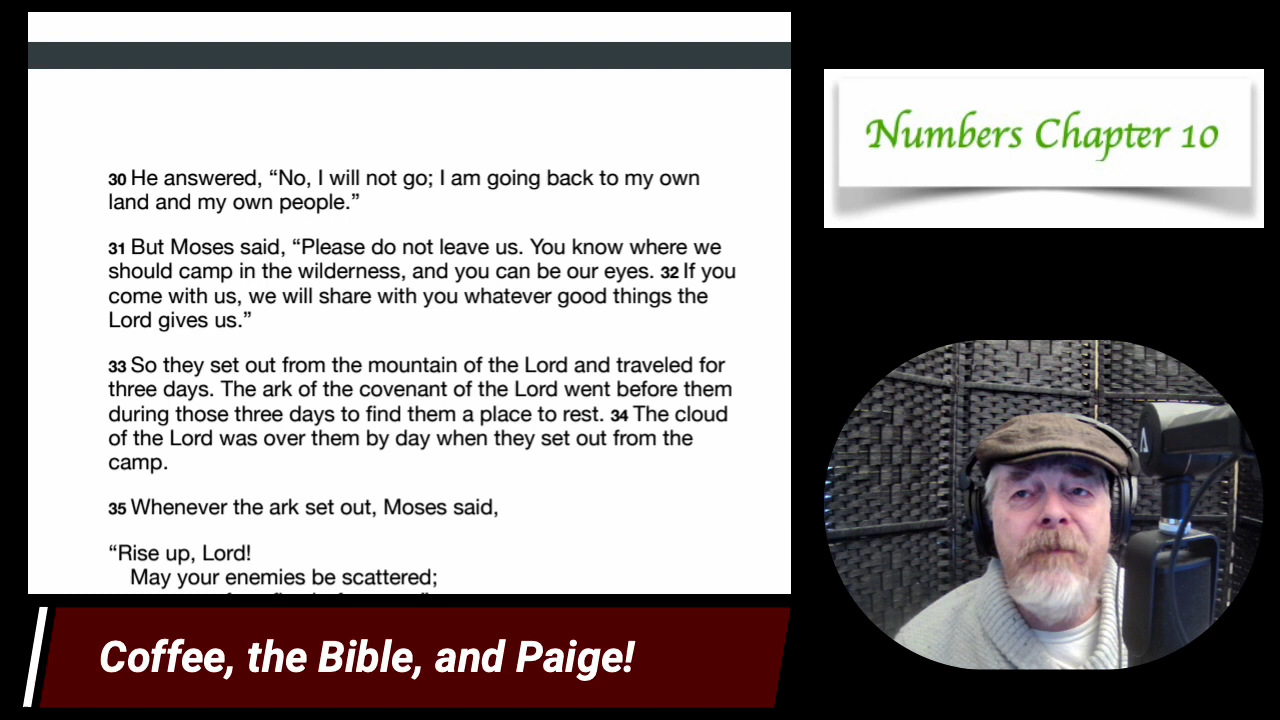 30 He answered, “No, I will not go; I am going back to my own
land and my own people.”
31 But Moses said, “Please do not leave us. You know where we
should camp in the wilderness, and you can be our eyes. 32 If you
come with us, we will share with you whatever good things the
Lord gives us.”
33 So they set out from the mountain of the Lord and traveled for
three days. The ark of the covenant of the Lord went before them
during those three days to find them a place to rest. 34 The cloud
of the Lord was over them by day when they set out from the
camp.
35 Whenever the ark set out, Moses said,
“Rise up, Lord!
May your enemies be scattered;
Numbers Chapter 10
Coffee, the Bible, and Paige!